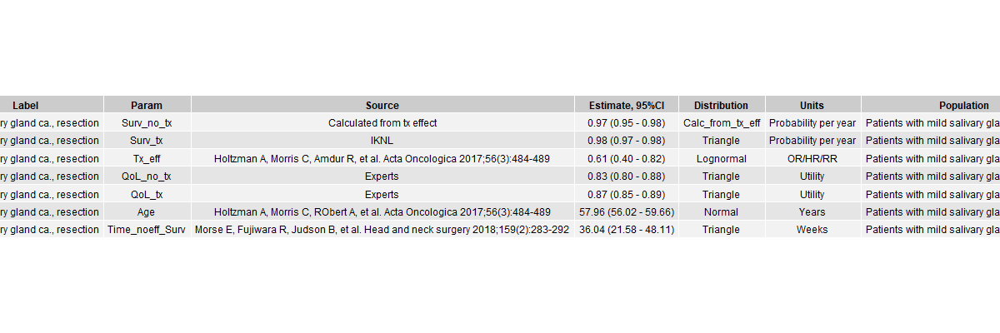 Label Param Source Estimate, 95%CI Distribution Units Population
ry gland ca., resection Surv_no_tx Calculated from tx effect 0.97 (0.95 - 0.98) Calc_from_tx_eff Probability per year Patients with mild salivary gla
ry gland ca., resection Surv_tx IKNL 0.98 (0.97 - 0.98) Triangle Probability per year Patients with mild salivary gla
ry gland ca., resection Tx_eff Holtzman A, Morris C, Amdur R, et al. Acta Oncologica 2017;56(3):484-489 0.61 (0.40 - 0.82) Lognormal OR/HR/RR Patients with mild salivary gla
ry gland ca., resection QoL_no_tx Experts 0.83 (0.80 - 0.88) Triangle Utility Patients with mild salivary gla
ry gland ca., resection QoL_tx Experts 0.87 (0.85 - 0.89) Triangle Utility Patients with mild salivary gla
ry gland ca., resection Age Holtzman A, Morris C, RObert A, et al. Acta Oncologica 2017;56(3):484-489 57.96 (56.02 - 59.66) Normal Years Patients with mild salivary gla
ry gland ca., resection Time_noeff_Surv Morse E, Fujiwara R, Judson B, et al. Head and neck surgery 2018;159(2):283-292 36.04 (21.58 - 48.11) Triangle Weeks Patients with mild salivary gla